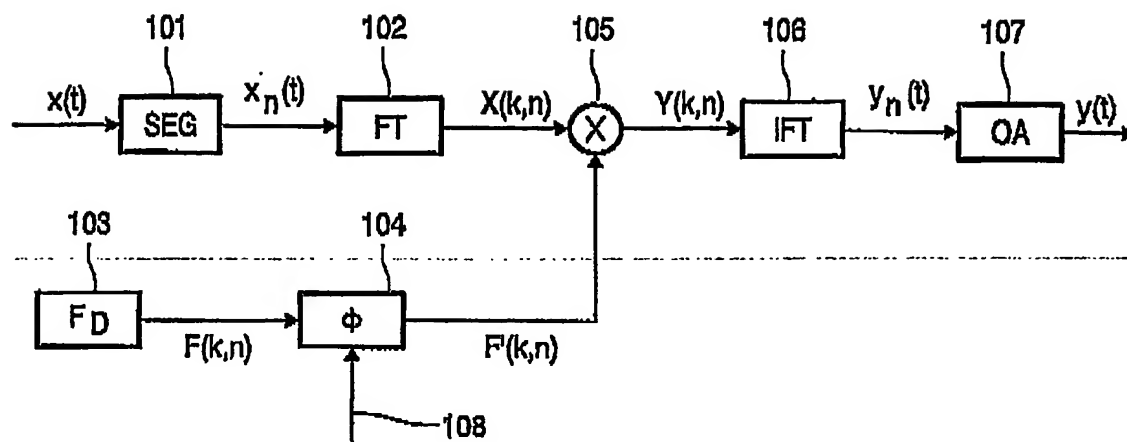 101 102 105 106 107
x(t) SEG x'n(t) FT X(k,n) X Y(k,n) IFT yn(t) OA y(t)
103 104
FD F(k,n) Φ F'(k,n)
108